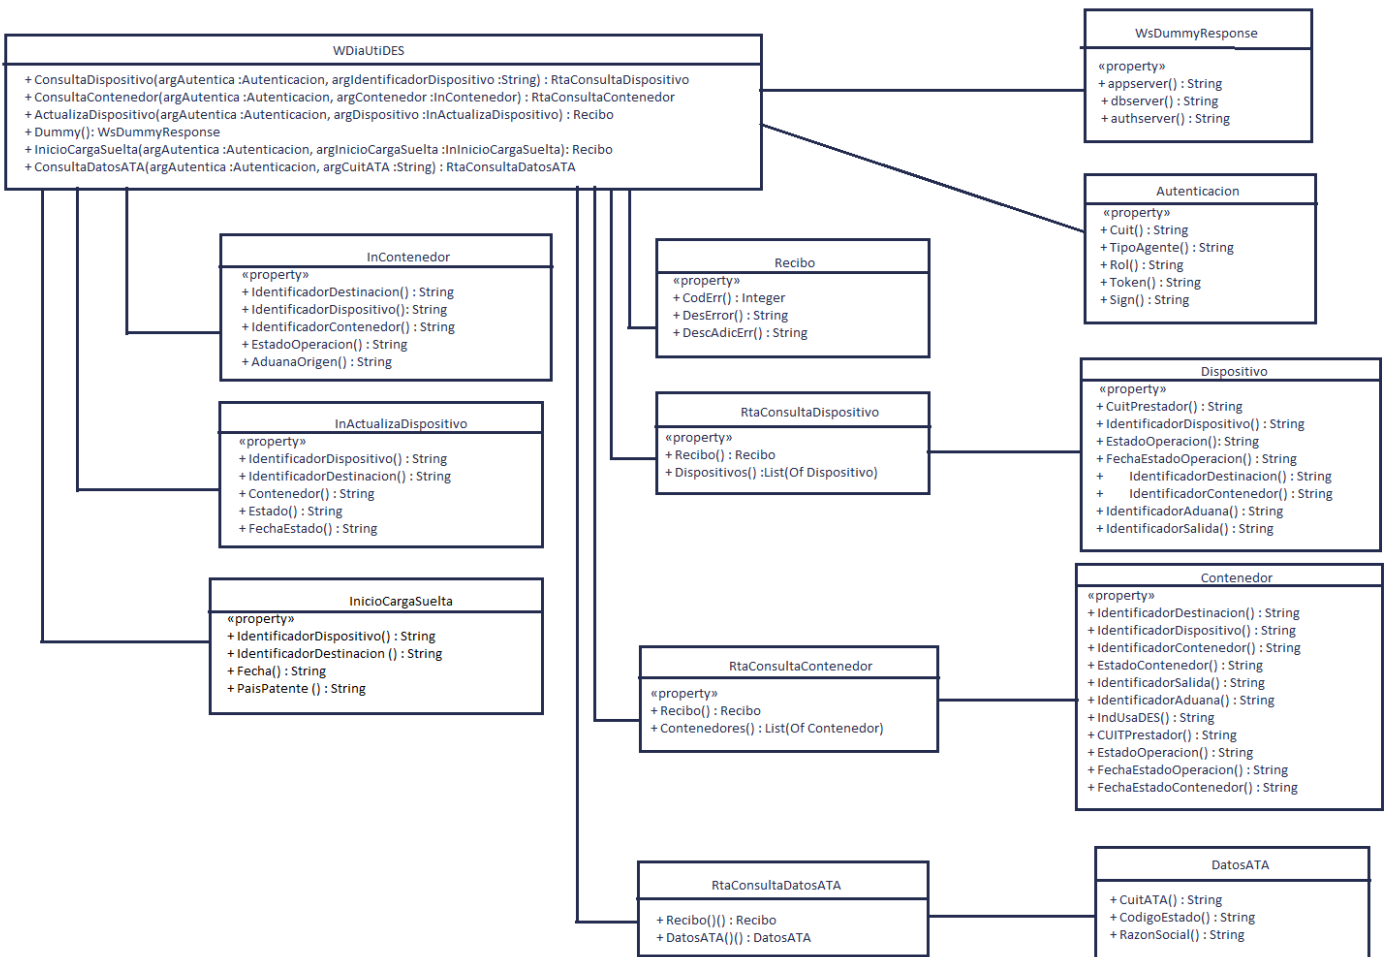 WDiaUtiDES
+ ConsultaDispositivo(argAutentica :Autenticacion, argIdentificadorDispositivo :String) : RtaConsultaDispositivo
+ ConsultaContenedor(argAutentica :Autenticacion, argContenedor :InContenedor) : RtaConsultaContenedor
+ ActualizaDispositivo(argAutentica :Autenticacion, argDispositivo :InActualizaDispositivo) : Recibo
+ Dummy(): WsDummyResponse
+ InicioCargaSuelta(argAutentica :Autenticacion, argInicioCargaSuelta :InInicioCargaSuelta): Recibo
+ ConsultaDatosATA(argAutentica :Autenticacion, argCuitATA :String) : RtaConsultaDatosATA
WsDummyResponse
«property»
+ appserver() : String
+ dbserver() : String
+ authserver() : String
Autenticacion
«property»
+ Cuit() : String
+ TipoAgente() : String
+ Rol() : String
+ Token() : String
+ Sign() : String
InContenedor
«property»
+ IdentificadorDestinacion() : String
+ IdentificadorDispositivo(): String
+ IdentificadorContenedor() : String
+ EstadoOperacion() : String
+ AduanaOrigen() : String
Recibo
«property»
+ CodErr() : Integer
+ DesError() : String
+ DescAdicErr() : String
InActualizaDispositivo
«property»
+ IdentificadorDispositivo() : String
+ IdentificadorDestinacion() : String
+ Contenedor() : String
+ Estado() : String
+ FechaEstado() : String
RtaConsultaDispositivo
«property»
+ Recibo() : Recibo
+ Dispositivos() :List(Of Dispositivo)
Dispositivo
«property»
+ CuitPrestador() : String
+ IdentificadorDispositivo() : String
+ EstadoOperacion(): String
+ FechaEstadoOperacion() : String
+ IdentificadorDestinacion() : String
+ IdentificadorContenedor() : String
+ IdentificadorAduana() : String
+ IdentificadorSalida() : String
InicioCargaSuelta
«property»
+ IdentificadorDispositivo() : String
+ IdentificadorDestinacion () : String
+ Fecha() : String
+ PaisPatente () : String
RtaConsultaContenedor
«property»
+ Recibo() : Recibo
+ Contenedores() : List(Of Contenedor)
Contenedor
«property»
+ IdentificadorDestinacion() : String
+ IdentificadorDispositivo() : String
+ IdentificadorContenedor() : String
+ EstadoContenedor() : String
+ IdentificadorSalida() : String
+ IdentificadorAduana() : String
+ IndUsaDES() : String
+ CUITPrestador() : String
+ EstadoOperacion() : String
+ FechaEstadoOperacion() : String
+ FechaEstadoContenedor() : String
RtaConsultaDatosATA
+ Recibo()() : Recibo
+ DatosATA()() : DatosATA
DatosATA
+ CuitATA() : String
+ CodigoEstado() : String
+ RazonSocial() : String